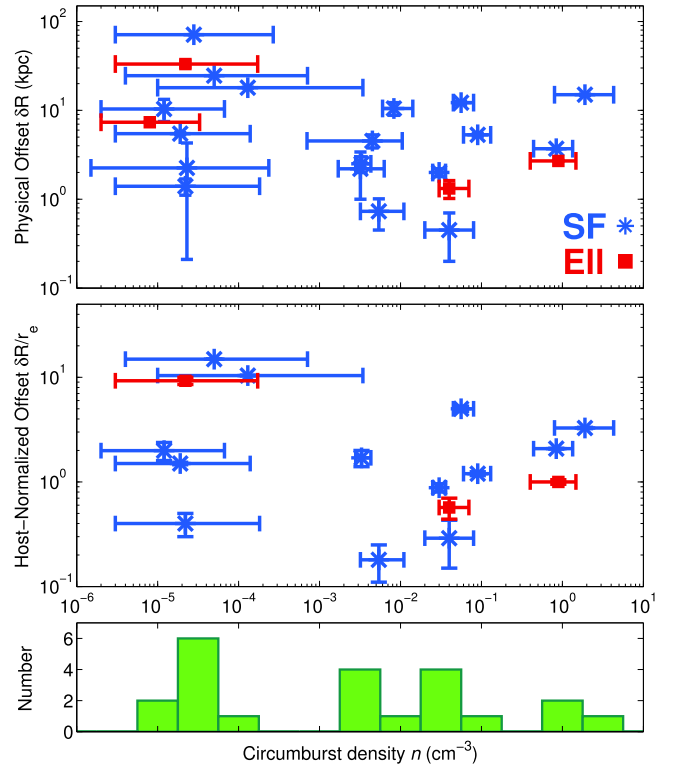 Physical Offset δR (kpc)
10²
10¹
10⁰
10⁻¹
SF
Ell
Host–Normalized Offset δR/rₑ
10¹
10⁰
10⁻¹
10⁻⁶ 10⁻⁵ 10⁻⁴ 10⁻³ 10⁻² 10⁻¹ 10⁰ 10¹
Number
6
4
2
0
Circumburst density n (cm⁻³)